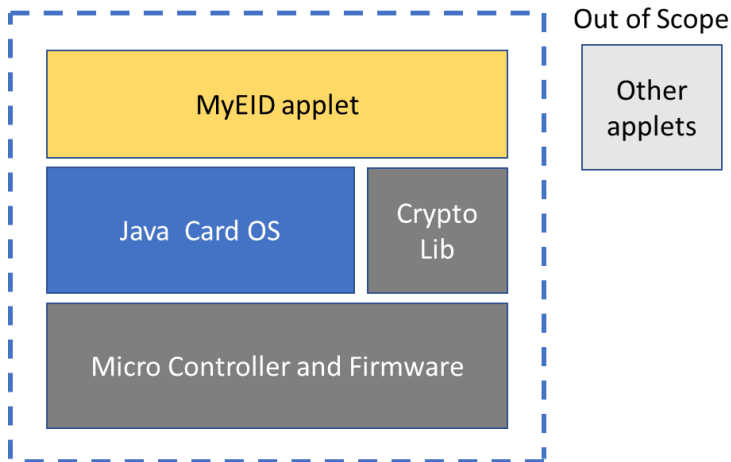 Out of Scope
Other
applets
MyEID applet
Java Card OS
Crypto
Lib
Micro Controller and Firmware